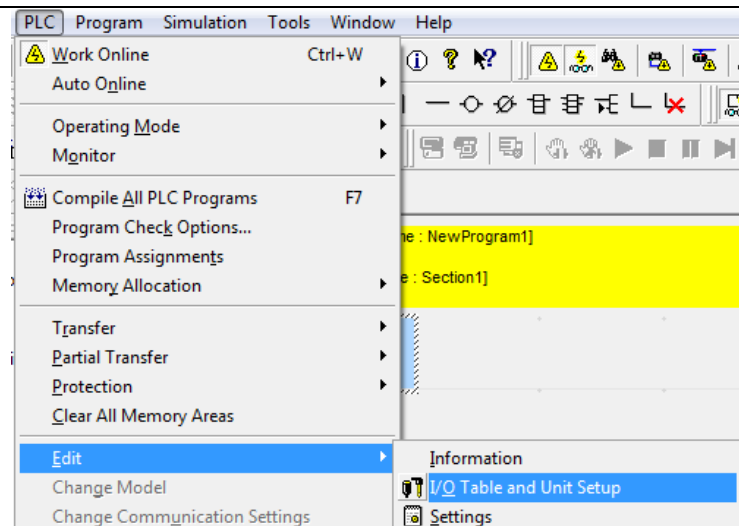 PLC Program Simulation Tools Window Help
Work Online Ctrl+W
Auto Online
Operating Mode
Monitor
Compile All PLC Programs F7
Program Check Options...
Program Assignments
Memory Allocation
: NewProgram1]
: Section1]
Transfer
Partial Transfer
Protection
Clear All Memory Areas
Edit
Information
Change Model
I/O Table and Unit Setup
Change Communication Settings
Settings